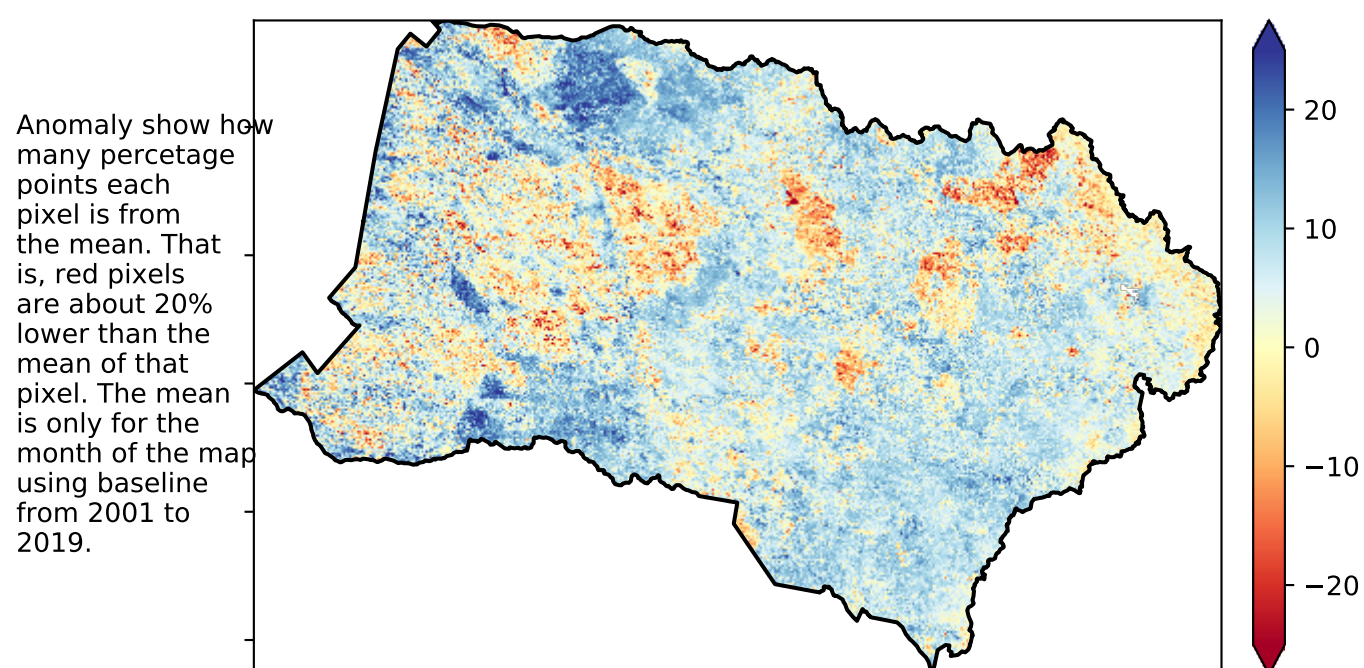 Anomaly show how
many percetage
points each
pixel is from
the mean. That
is, red pixels
are about 20%
lower than the
mean of that
pixel. The mean
is only for the
month of the map
using baseline
from 2001 to
2019.
20
10
0
−10
−20